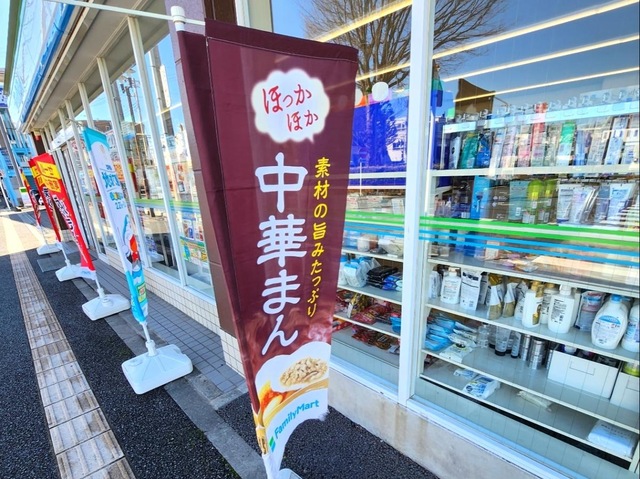 ほっか
ほか
中華まん
素材の旨みたっぷり
FamilyMart